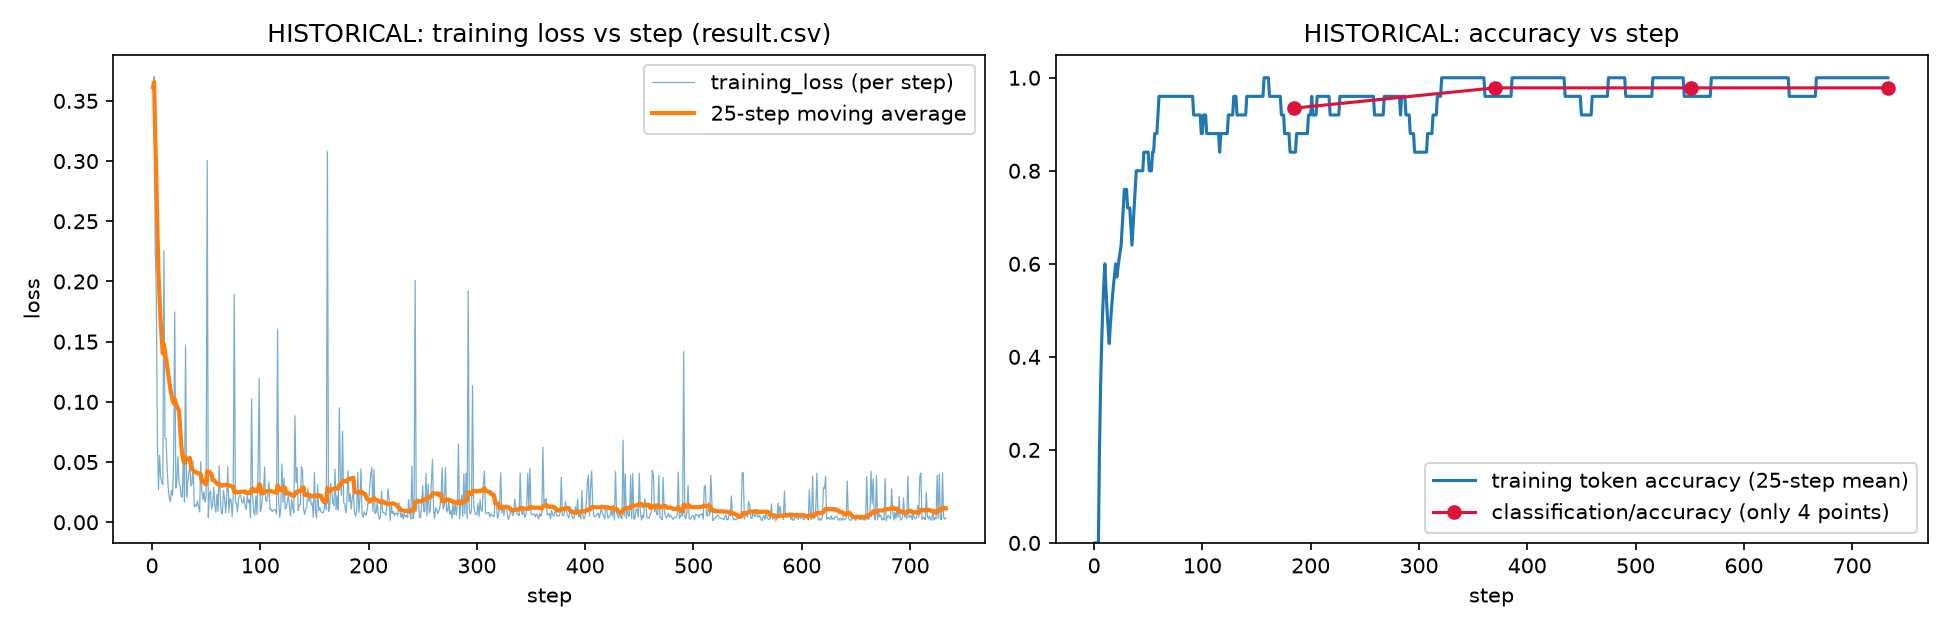 HISTORICAL: training loss vs step (result.csv)
training_loss (per step)
25-step moving average
0.35
0.30
0.25
0.20
0.15
0.10
0.05
0.00
loss
0 100 200 300 400 500 600 700
step
HISTORICAL: accuracy vs step
1.0
0.8
0.6
0.4
0.2
0.0
training token accuracy (25-step mean)
classification/accuracy (only 4 points)
0 100 200 300 400 500 600 700
step